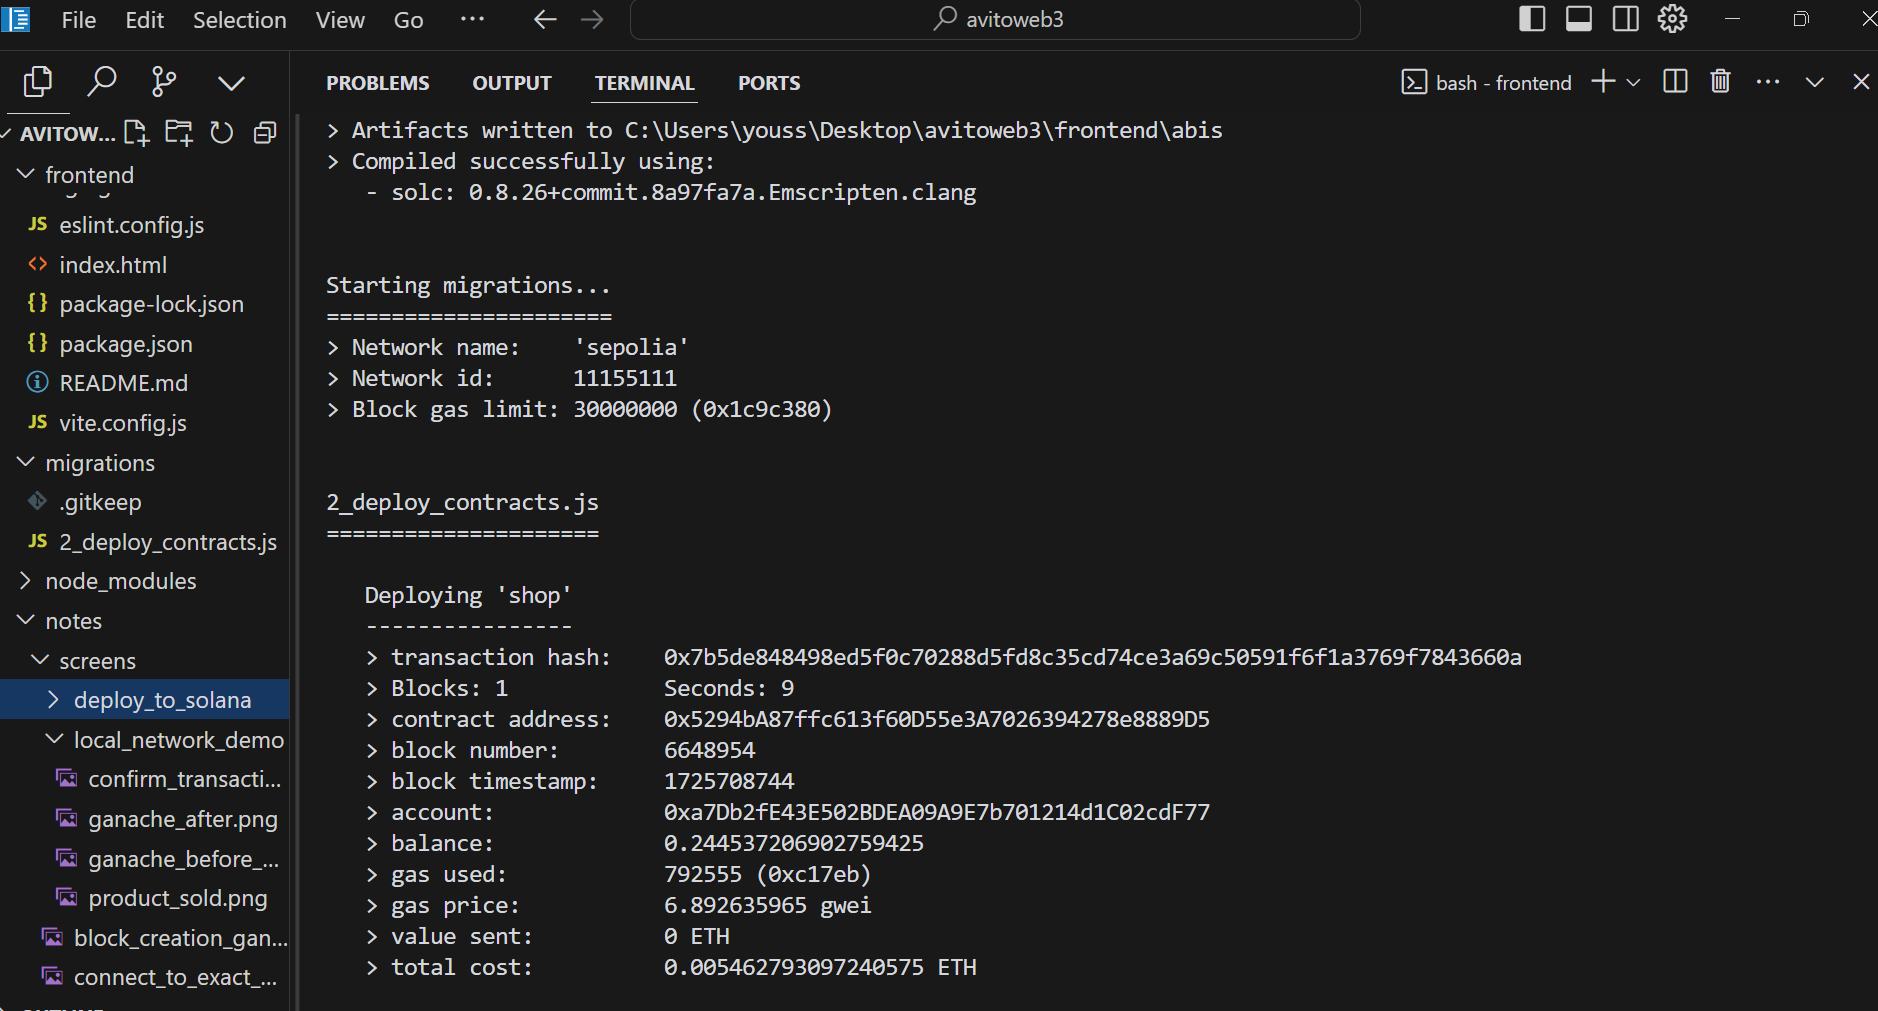 File Edit Selection View Go ···
avitoweb3
PROBLEMS OUTPUT TERMINAL PORTS
bash - frontend
AVITOW...
frontend
eslint.config.js
index.html
package-lock.json
package.json
README.md
vite.config.js
migrations
.gitkeep
2_deploy_contracts.js
node_modules
notes
screens
deploy_to_solana
local_network_demo
confirm_transacti...
ganache_after.png
ganache_before_...
product_sold.png
block_creation_gan...
connect_to_exact_...
> Artifacts written to C:\Users\youss\Desktop\avitoweb3\frontend\abis
> Compiled successfully using:
- solc: 0.8.26+commit.8a97fa7a.Emscripten.clang
Starting migrations...
======================
> Network name: 'sepolia'
> Network id: 11155111
> Block gas limit: 30000000 (0x1c9c380)
2_deploy_contracts.js
=====================
Deploying 'shop'
----------------
> transaction hash: 0x7b5de848498ed5f0c70288d5fd8c35cd74ce3a69c50591f6f1a3769f7843660a
> Blocks: 1 Seconds: 9
> contract address: 0x5294bA87ffc613f60D55e3A7026394278e8889D5
> block number: 6648954
> block timestamp: 1725708744
> account: 0xa7Db2fE43E502BDEA09A9E7b701214d1C02cdF77
> balance: 0.244537206902759425
> gas used: 792555 (0xc17eb)
> gas price: 6.892635965 gwei
> value sent: 0 ETH
> total cost: 0.005462793097240575 ETH